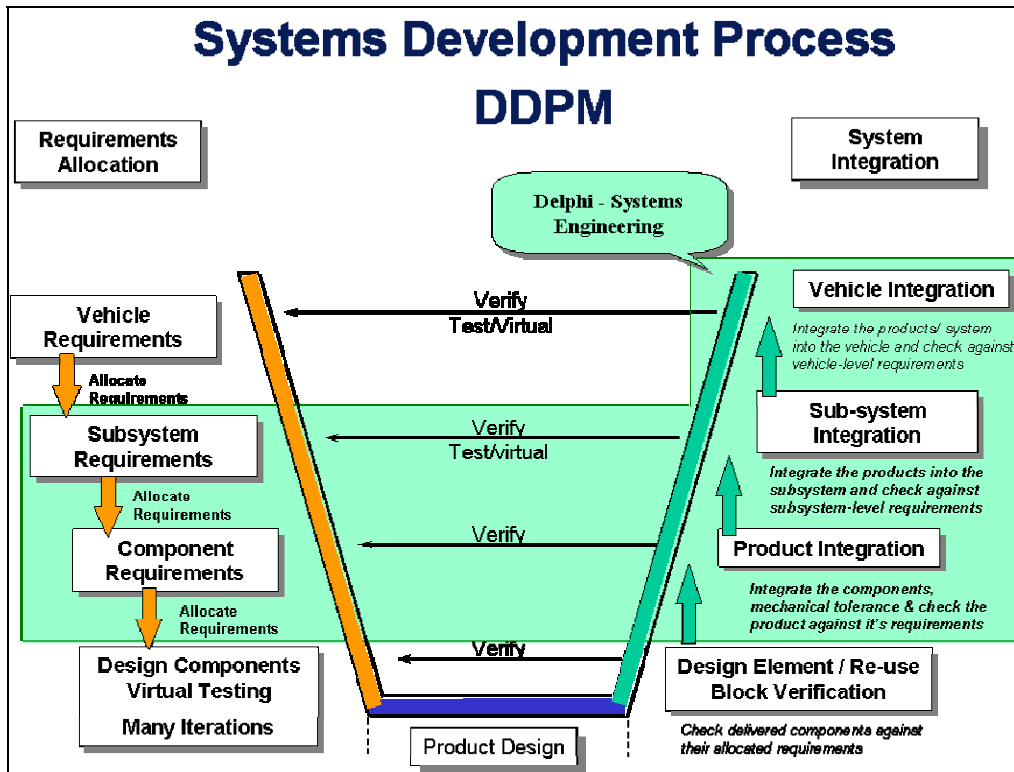 Systems Development Process
DDPM
Requirements
Allocation
System
Integration
Delphi - Systems
Engineering
Vehicle
Requirements
Allocate
Requirements
Subsystem
Requirements
Allocate
Requirements
Component
Requirements
Allocate
Requirements
Design Components
Virtual Testing
Many Iterations
Verify
Test/Virtual
Verify
Test/virtual
Verify
Verify
Product Design
Vehicle Integration
Integrate the products/ system
into the vehicle and check against
vehicle-level requirements
Sub-system
Integration
Integrate the products into the
subsystem and check against
subsystem-level requirements
Product Integration
Integrate the components,
mechanical tolerance & check the
product against it's requirements
Design Element / Re-use
Block Verification
Check delivered components against
their allocated requirements